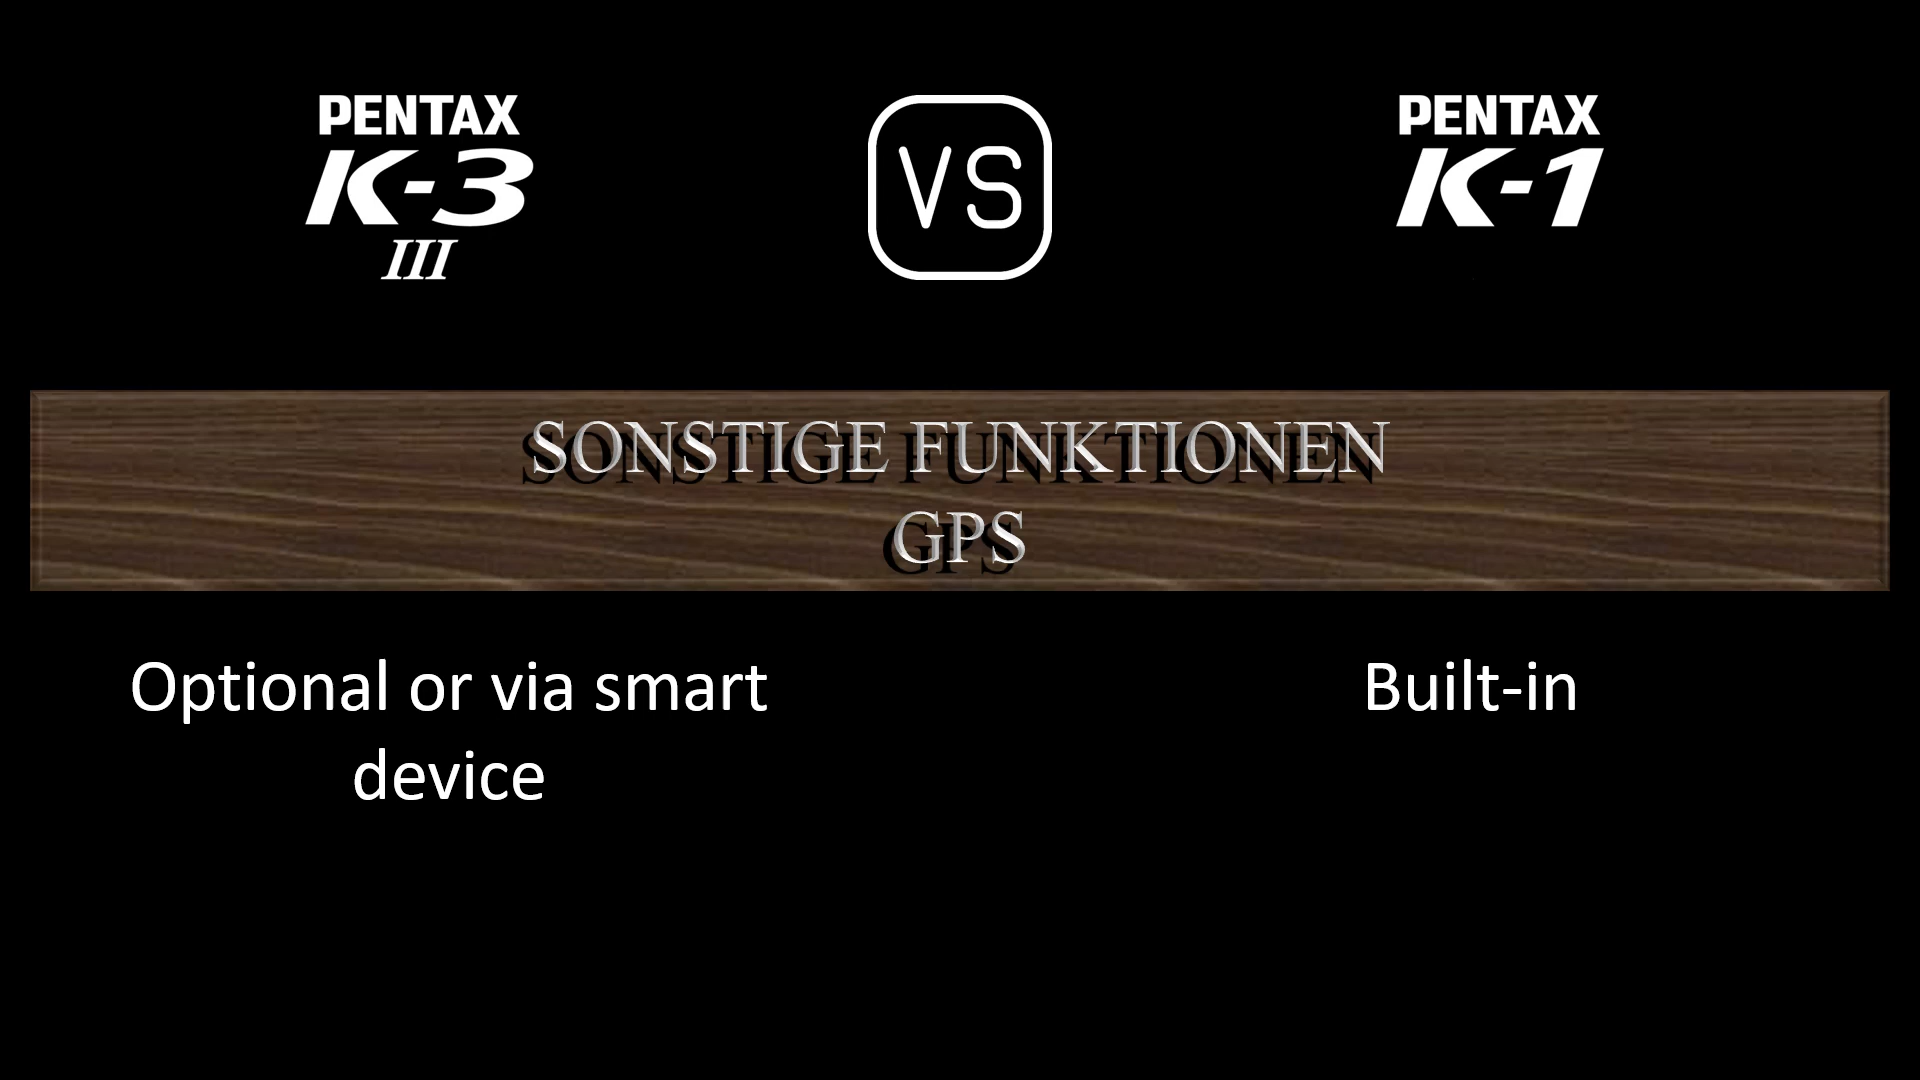 PENTAX
K-3
III
VS
PENTAX
K-1
SONSTIGE FUNKTIONEN
GPS
Optional or via smart
device
Built-in